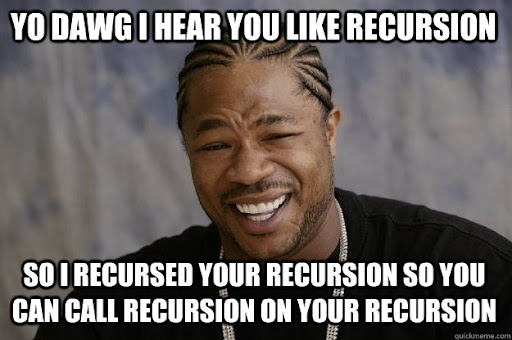 YO DAWG I HEAR YOU LIKE RECURSION
SO I RECURSED YOUR RECURSION SO YOU
CAN CALL RECURSION ON YOUR RECURSION
quickmeme.com